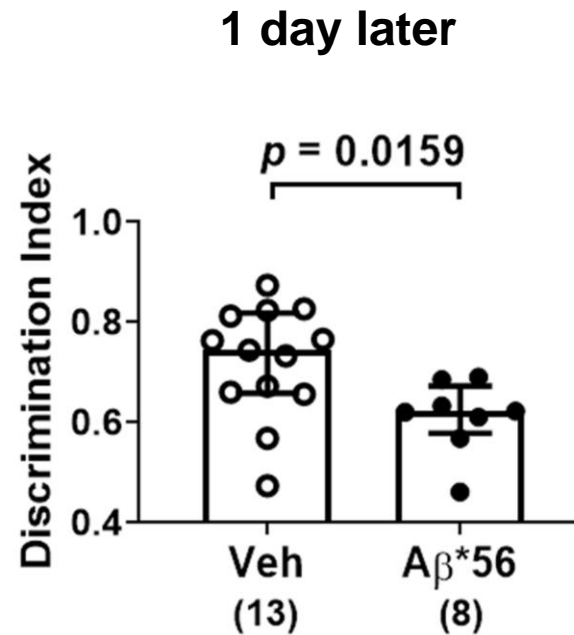 1 day later
p = 0.0159
Discrimination Index
1.0
0.8
0.6
0.4
Veh
Aβ*56
(13)
(8)